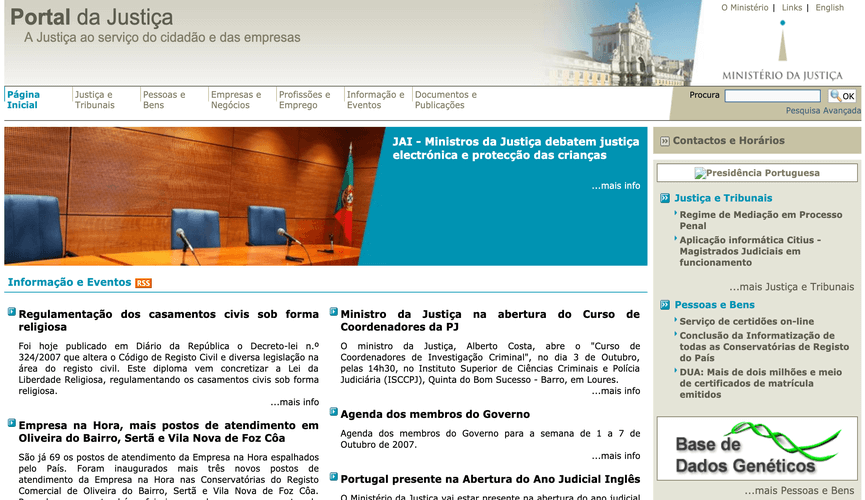 Portal da Justiça
A Justiça ao serviço do cidadão e das empresas
O Ministério | Links | English
MINISTÉRIO DA JUSTIÇA
Página
Inicial
Justiça e
Tribunais
Pessoas e
Bens
Empresas e
Negócios
Profissões e
Emprego
Informação e
Eventos
Documentos e
Publicações
Procura
OK
Pesquisa Avançada
JAI - Ministros da Justiça debatem justiça
electrónica e protecção das crianças
...mais info
Informação e Eventos RSS
Regulamentação dos casamentos civis sob forma
religiosa
Foi hoje publicado em Diário da República o Decreto-lei n.º
324/2007 que altera o Código de Registo Civil e diversa legislação na
área do registo civil. Este diploma vem concretizar a Lei da
Liberdade Religiosa, regulamentando os casamentos civis sob forma
religiosa.
...mais info
Empresa na Hora, mais postos de atendimento em
Oliveira do Bairro, Sertã e Vila Nova de Foz Côa
São já 69 os postos de atendimento da Empresa na Hora espalhados
pelo País. Foram inaugurados mais três novos postos de
atendimento da Empresa na Hora nas Conservatórias do Registo
Comercial de Oliveira do Bairro, Sertã e Vila Nova de Foz Côa.
Ministro da Justiça na abertura do Curso de
Coordenadores da PJ
O ministro da Justiça, Alberto Costa, abre o "Curso de
Coordenadores de Investigação Criminal", no dia 3 de Outubro,
pelas 14h30, no Instituto Superior de Ciências Criminais e Polícia
Judiciária (ISCCPJ), Quinta do Bom Sucesso - Barro, em Loures.
...mais info
Agenda dos membros do Governo
Agenda dos membros do Governo para a semana de 1 a 7 de
Outubro de 2007.
...mais info
Portugal presente na Abertura do Ano Judicial Inglês
O Ministério da Justiça vai estar presente na abertura do ano judicial
Contactos e Horários
Presidência Portuguesa
Justiça e Tribunais
Regime de Mediação em Processo
Penal
Aplicação informática Citius -
Magistrados Judiciais em
funcionamento
...mais Justiça e Tribunais
Pessoas e Bens
Serviço de certidões on-line
Conclusão da Informatização de
todas as Conservatórias de Registo
do País
DUA: Mais de dois milhões e meio
de certificados de matrícula
emitidos
Base de
Dados Genéticos
...mais Pessoas e Bens